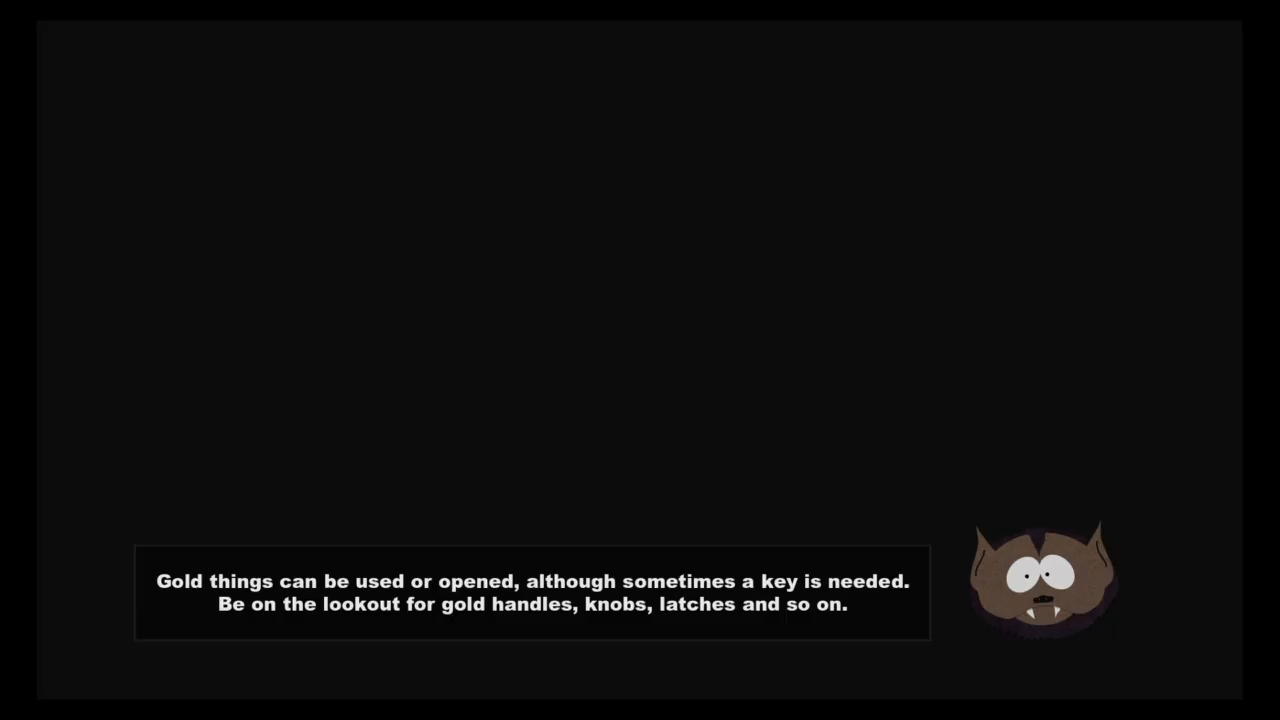 Gold things can be used or opened, although sometimes a key is needed.
Be on the lookout for gold handles, knobs, latches and so on.